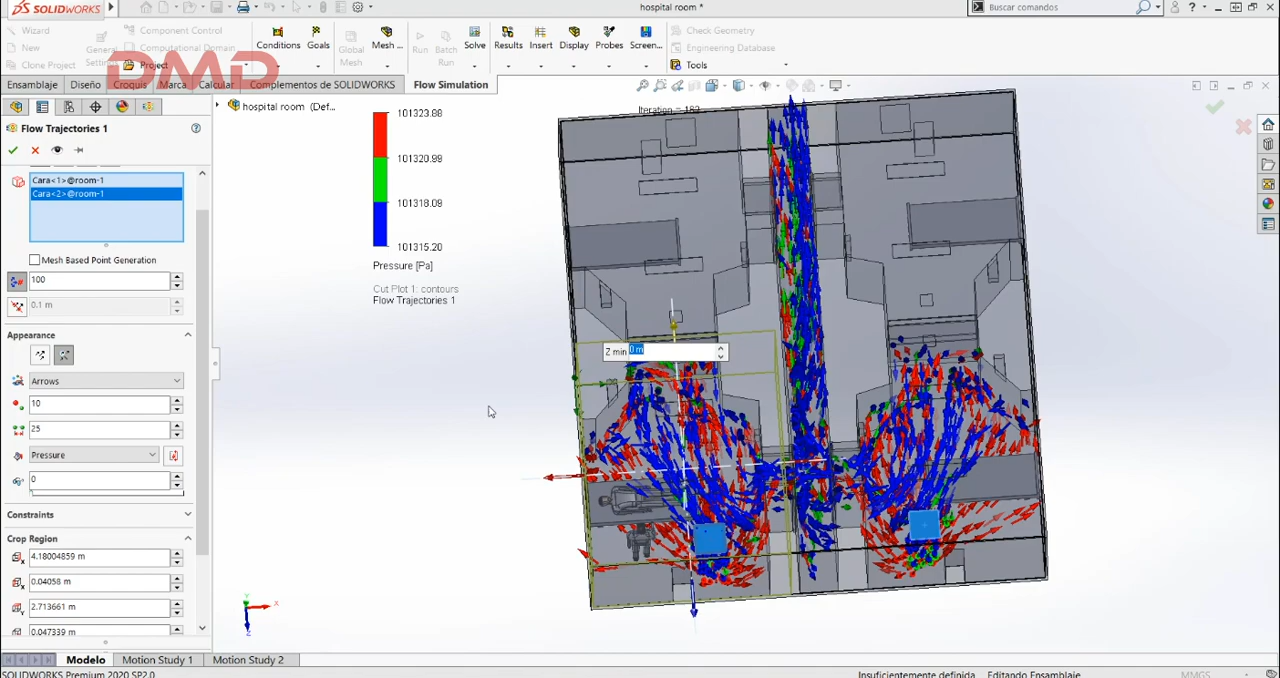 SOLIDWORKS
hospital room *
Buscar comandos
Wizard
New
Clone Project
General
Component Control
Computational Domain
Project
Conditions
Goals
Global
Mesh
Mesh ...
Run
Batch
Run
Solve
Results
Insert
Display
Probes
Screen...
Check Geometry
Engineering Database
Tools
DMD
Ensamblaje
Diseño
Croquis
Marca
Calcular
Complementos de SOLIDWORKS
Flow Simulation
hospital room (Def...
Iteration = 182
Flow Trajectories 1
Cara<1>@room-1
Cara<2>@room-1
Mesh Based Point Generation
100
0.1 m
Appearance
Arrows
10
25
Pressure
0
Constraints
Crop Region
4.18004859 m
0.04058 m
2.713661 m
0.047339 m
101323.88
101320.99
101318.09
101315.20
Pressure [Pa]
Cut Plot 1: contours
Flow Trajectories 1
Z min 0 m
Y
X
Z
Modelo
Motion Study 1
Motion Study 2
SOLIDWORKS Premium 2020 SP2.0
Insuficientemente definida
Editando Ensamblaje
MMGS